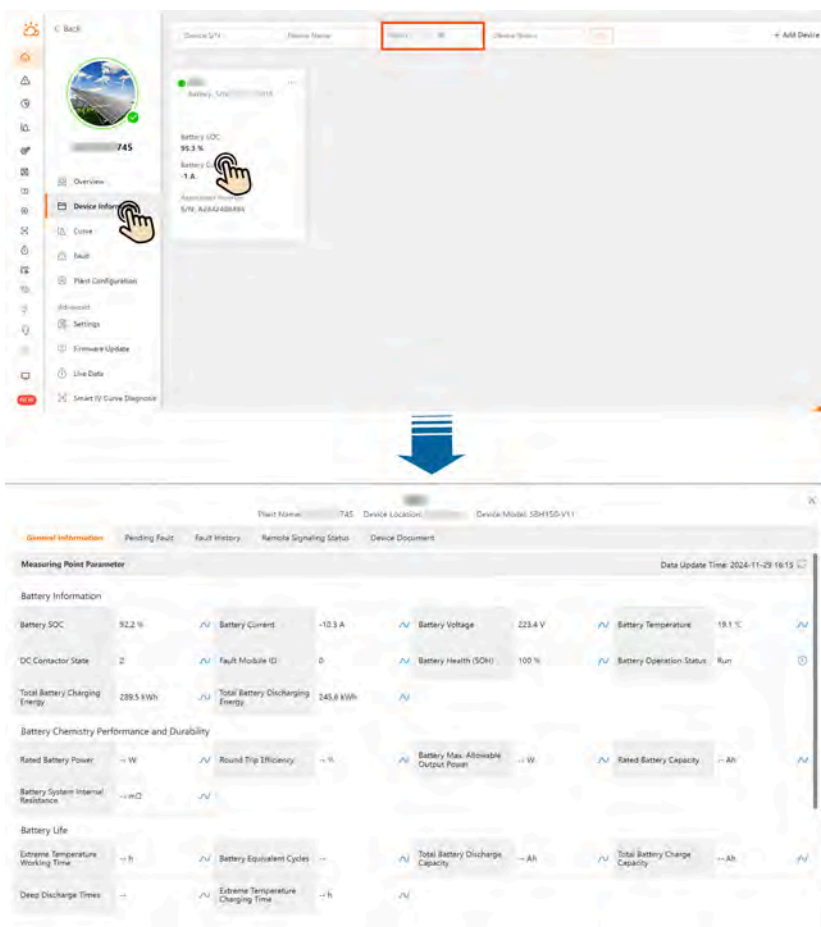 Back
Device S/N Device Name Device Status + Add Device
Battery S/N:
745
Battery SOC
95.3 %
-1 A
S/N:
Overview
Device Inform
Curve
Fault
Plant Configuration
Advanced
Settings
Firmware Update
Live Data
Smart IV Curve Diagnosis
NEW
Plant Name: 745 Device Location: Device Model: SBH150-V11
General Information Pending Fault Fault History Remote Signaling Status Device Document
Measuring Point Parameter Data Update Time: 2024-11-29 16:15
Battery Information
Battery SOC 92.2 % Battery Current -10.3 A Battery Voltage 223.4 V Battery Temperature 19.1 ℃
DC Contactor State 2 Fault Module ID 0 Battery Health (SOH) 100 % Battery Operation Status Run
Total Battery Charging Energy 289.5 kWh Total Battery Discharging Energy 245.6 kWh
Battery Chemistry Performance and Durability
Rated Battery Power -- W Round Trip Efficiency -- % Battery Max. Allowable Output Power -- W Rated Battery Capacity -- Ah
Battery System Internal Resistance -- mΩ
Battery Life
Extreme Temperature Working Time -- h Battery Equivalent Cycles -- Total Battery Discharge Capacity -- Ah Total Battery Charge Capacity -- Ah
Deep Discharge Times -- Extreme Temperature Charging Time -- h